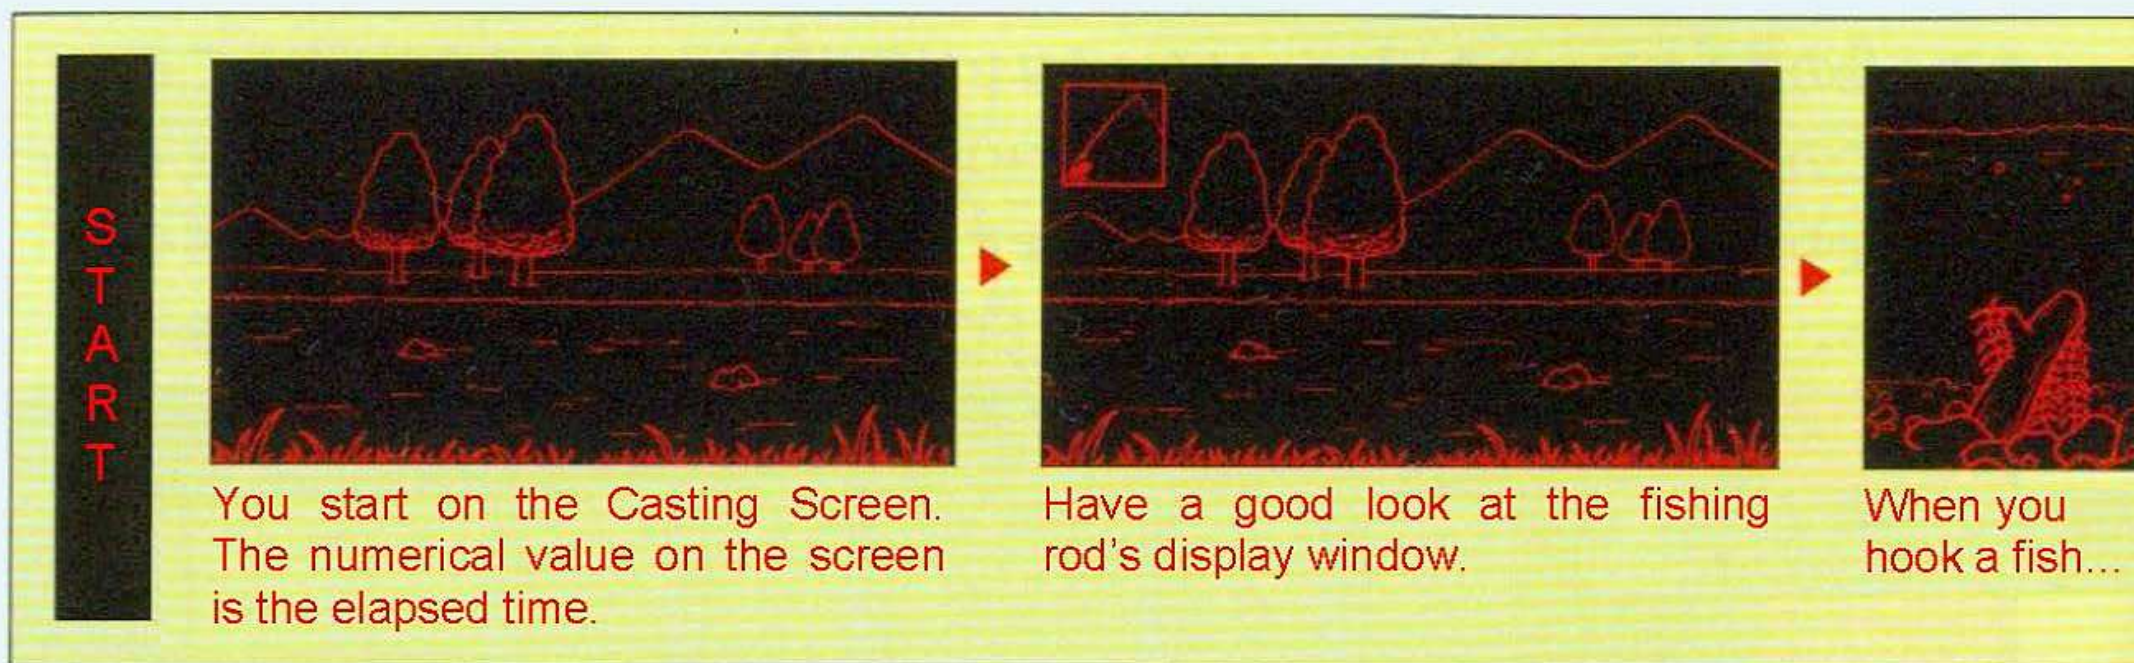 START
You start on the Casting Screen.
The numerical value on the screen
is the elapsed time.
Have a good look at the fishing
rod's display window.
When you
hook a fish...